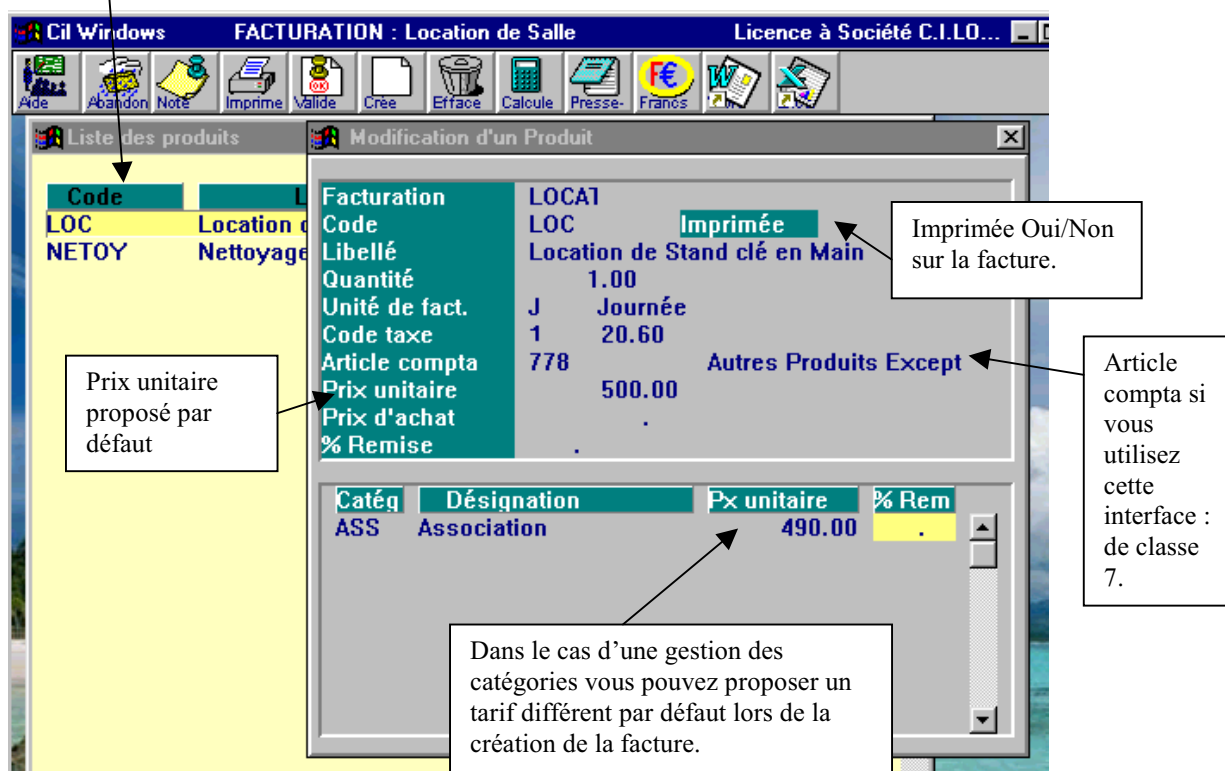 Cil Windows FACTURATION : Location de Salle Licence à Société C.I.L.O...
Aide Abandon Note Imprime Valide Crée Efface Calcule Presse- Francs
Liste des produits
Code L
LOC Location d
NETOY Nettoyage
Modification d'un Produit
Facturation LOCAT
Code LOC Imprimée
Libellé Location de Stand clé en Main
Quantité 1.00
Unité de fact. J Journée
Code taxe 1 20.60
Article compta 778 Autres Produits Except
Prix unitaire 500.00
Prix d'achat .
% Remise .
Catég Désignation Px unitaire % Rem
ASS Association 490.00 .
Imprimée Oui/Non
sur la facture.
Prix unitaire
proposé par
défaut
Article
compta si
vous
utilisez
cette
interface :
de classe
7.
Dans le cas d’une gestion des
catégories vous pouvez proposer un
tarif différent par défaut lors de la
création de la facture.